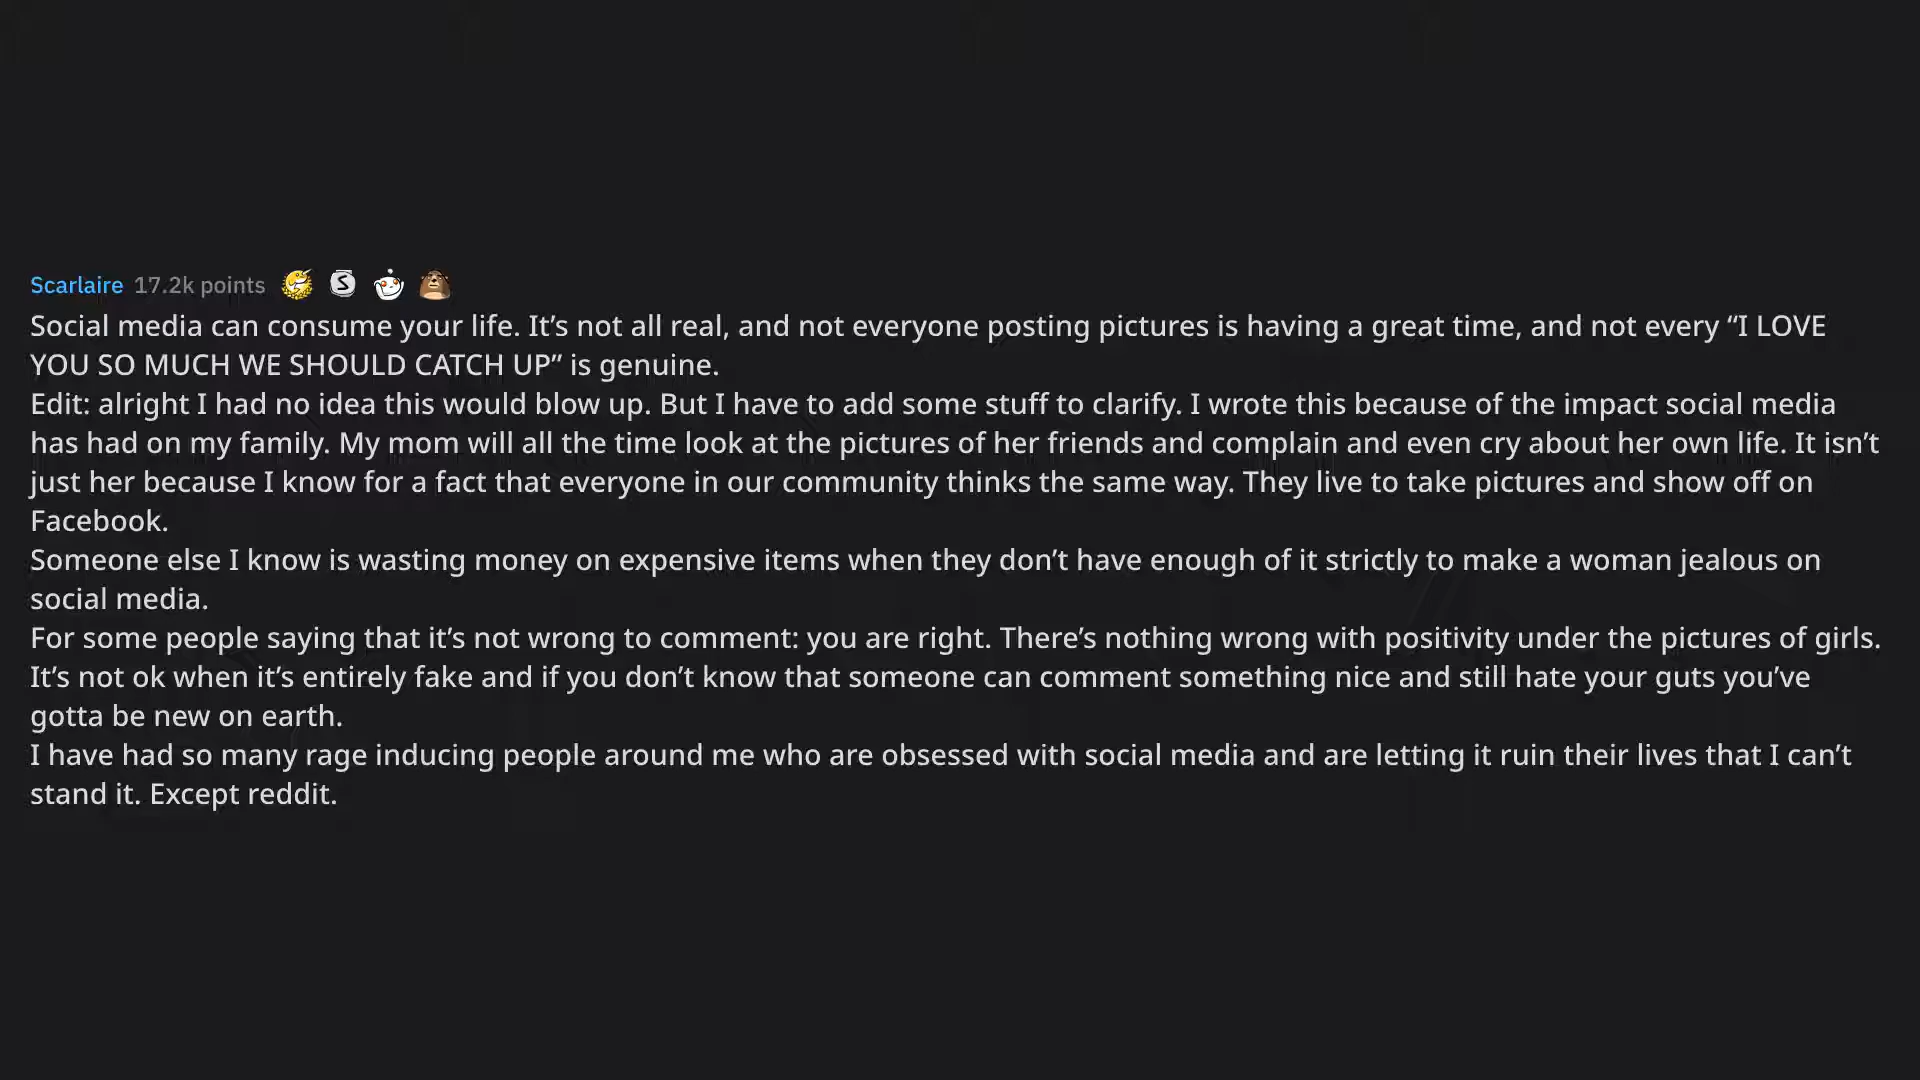 Scarlaire 17.2k points
Social media can consume your life. It’s not all real, and not everyone posting pictures is having a great time, and not every “I LOVE
YOU SO MUCH WE SHOULD CATCH UP” is genuine.
Edit: alright I had no idea this would blow up. But I have to add some stuff to clarify. I wrote this because of the impact social media
has had on my family. My mom will all the time look at the pictures of her friends and complain and even cry about her own life. It isn’t
just her because I know for a fact that everyone in our community thinks the same way. They live to take pictures and show off on
Facebook.
Someone else I know is wasting money on expensive items when they don’t have enough of it strictly to make a woman jealous on
social media.
For some people saying that it’s not wrong to comment: you are right. There’s nothing wrong with positivity under the pictures of girls.
It’s not ok when it’s entirely fake and if you don’t know that someone can comment something nice and still hate your guts you’ve
gotta be new on earth.
I have had so many rage inducing people around me who are obsessed with social media and are letting it ruin their lives that I can’t
stand it. Except reddit.